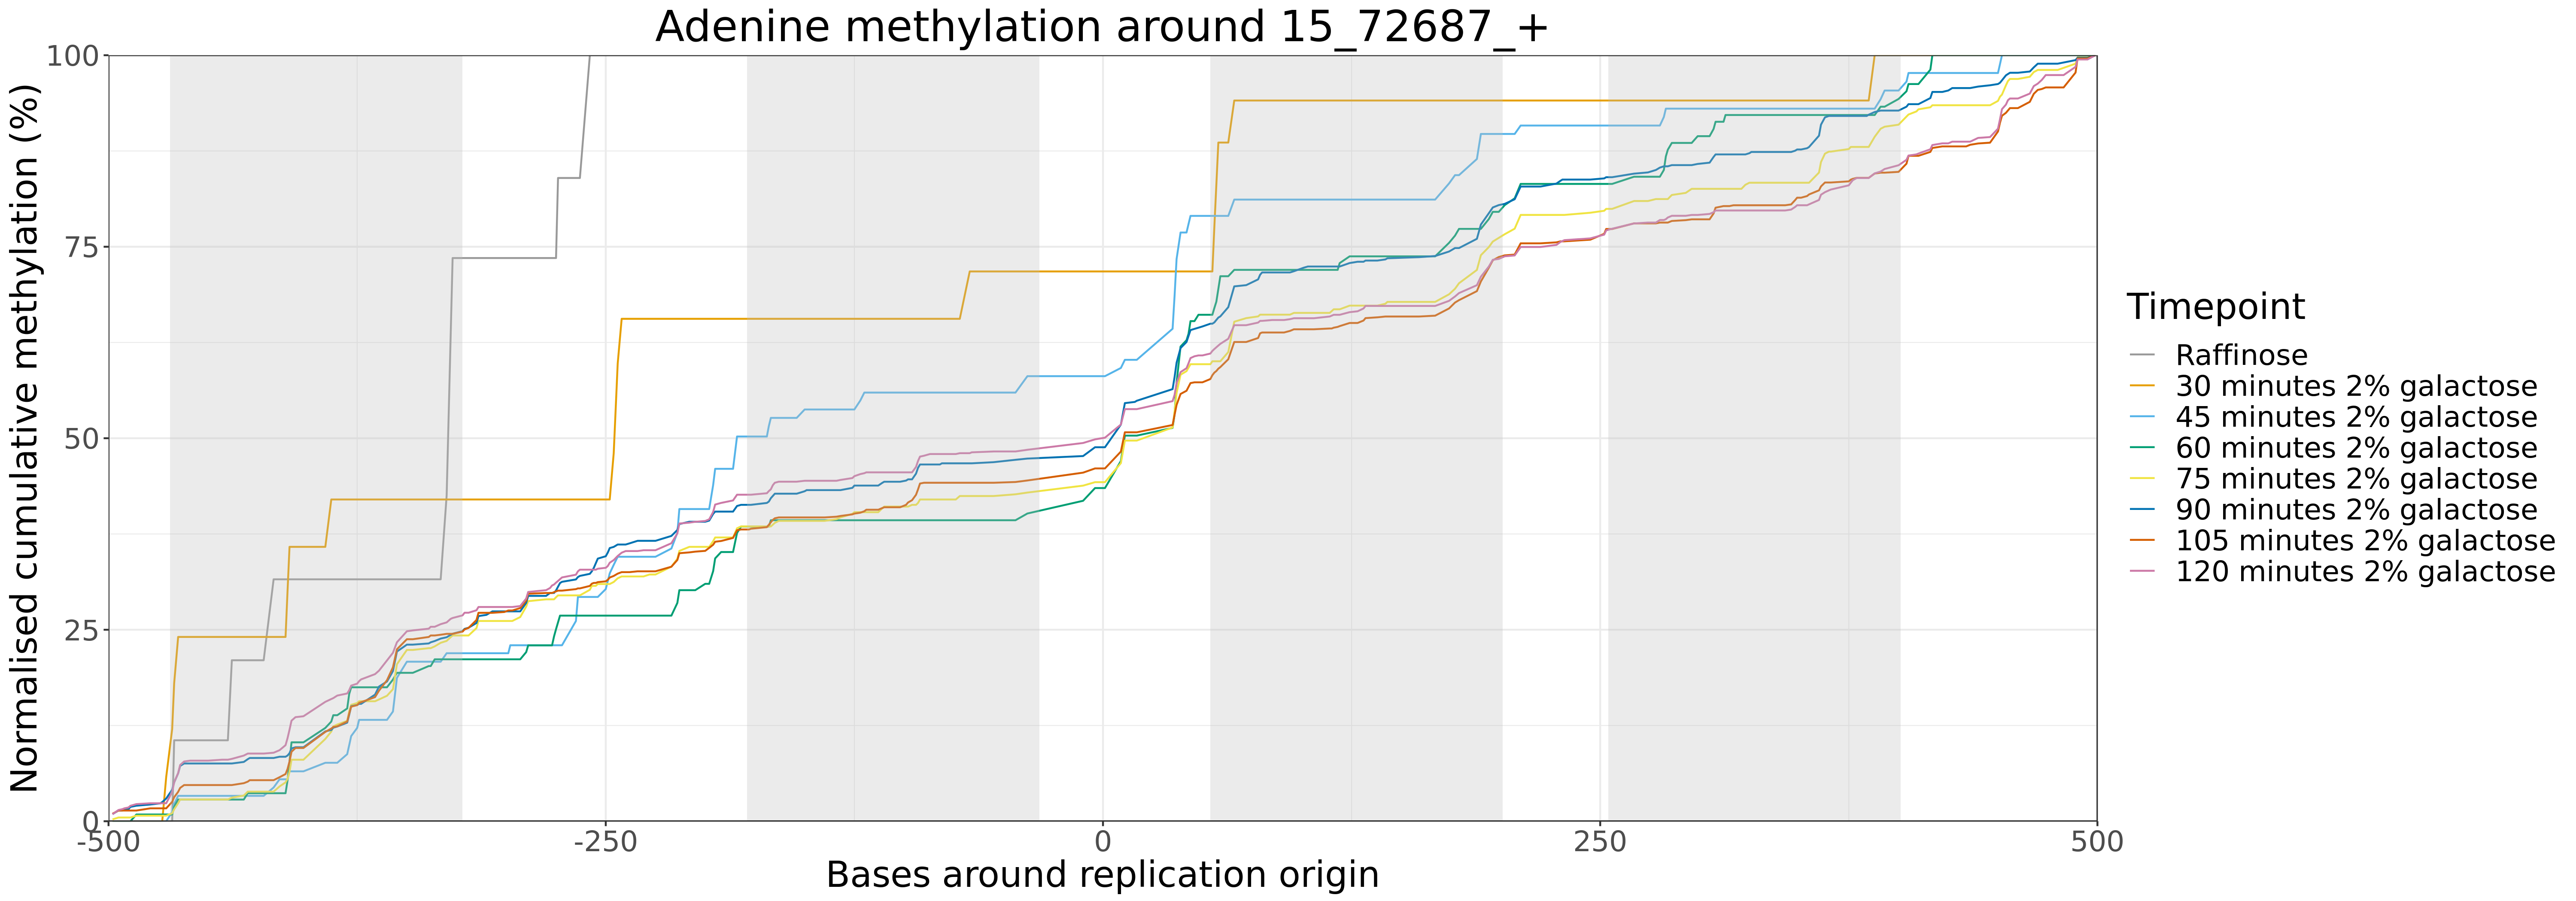 Adenine methylation around 15_72687_+
Normalised cumulative methylation (%)
100
75
50
25
0
-500
-250
0
250
500
Bases around replication origin
Timepoint
Raffinose
30 minutes 2% galactose
45 minutes 2% galactose
60 minutes 2% galactose
75 minutes 2% galactose
90 minutes 2% galactose
105 minutes 2% galactose
120 minutes 2% galactose